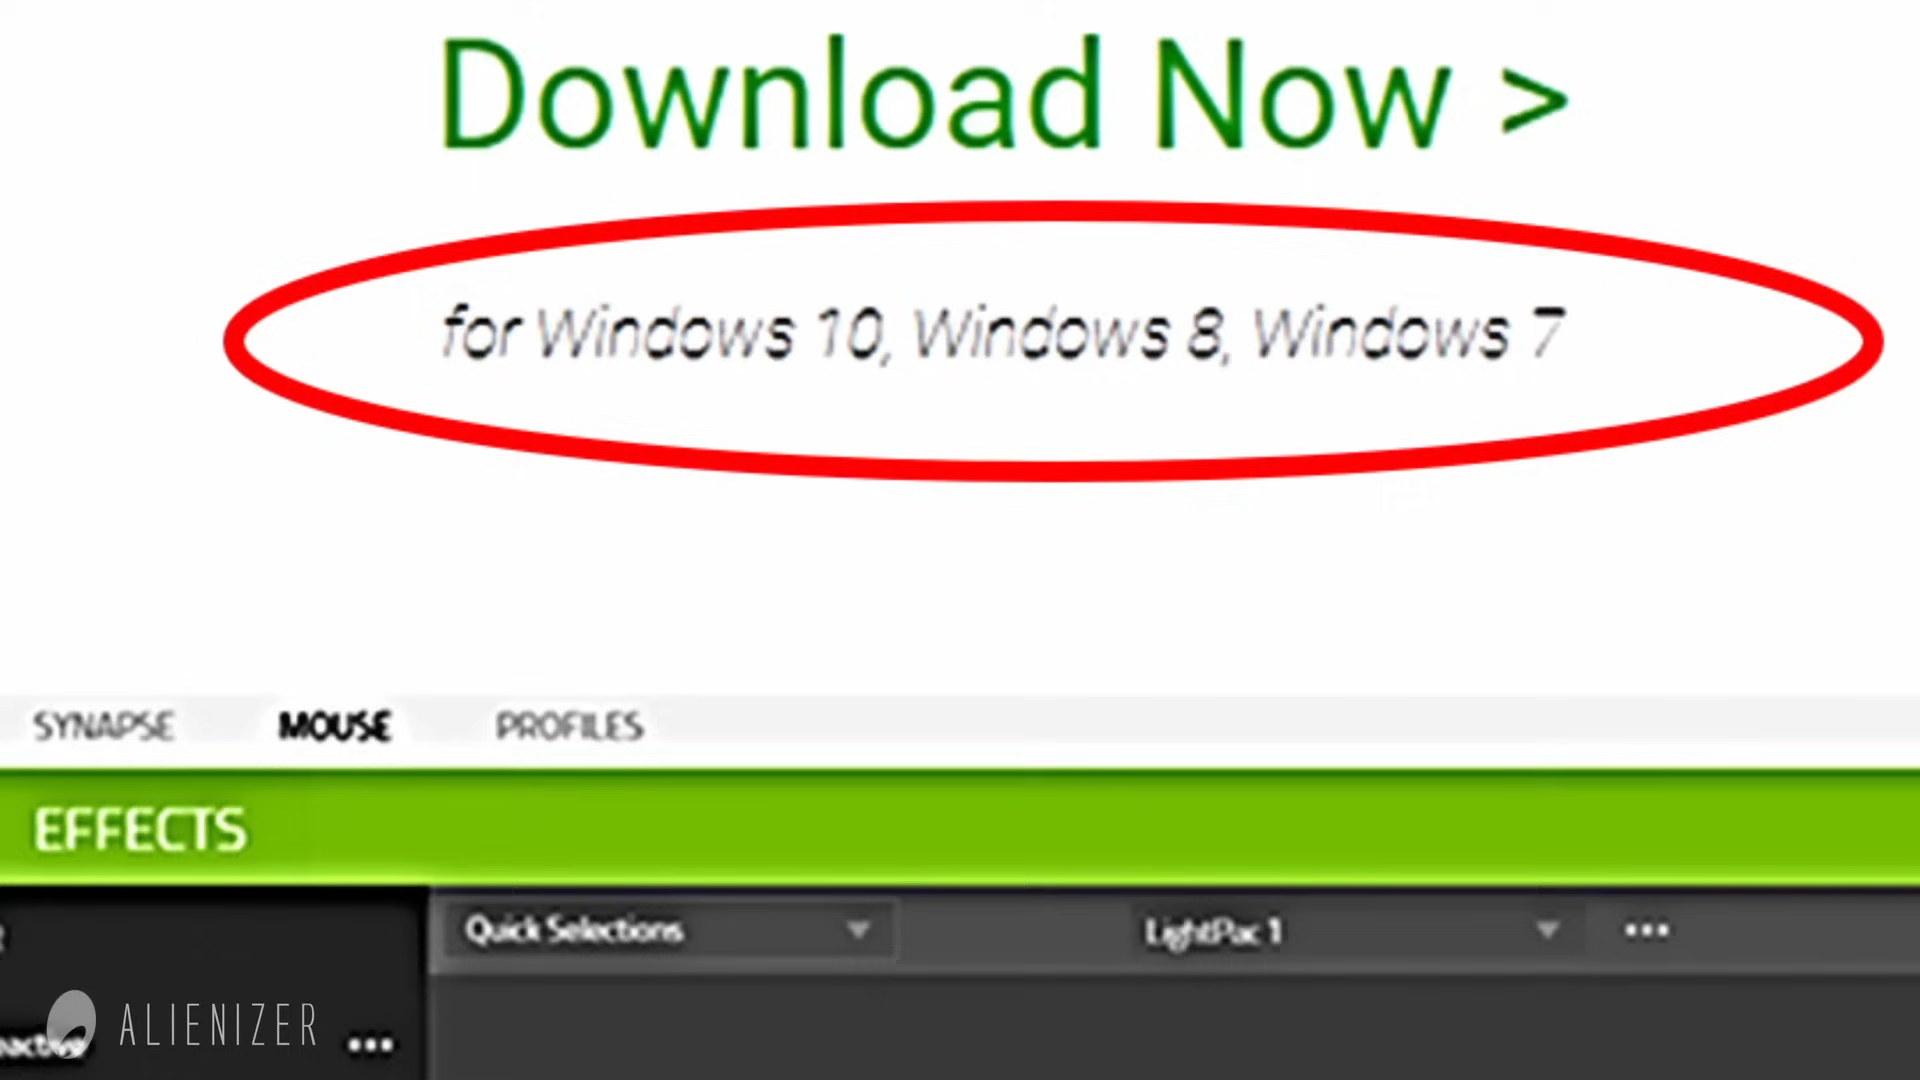 Download Now >
for Windows 10, Windows 8, Windows 7
SYNAPSE MOUSE PROFILES
EFFECTS
Quick Selections LightPac 1 •••
ALIENIZER •••